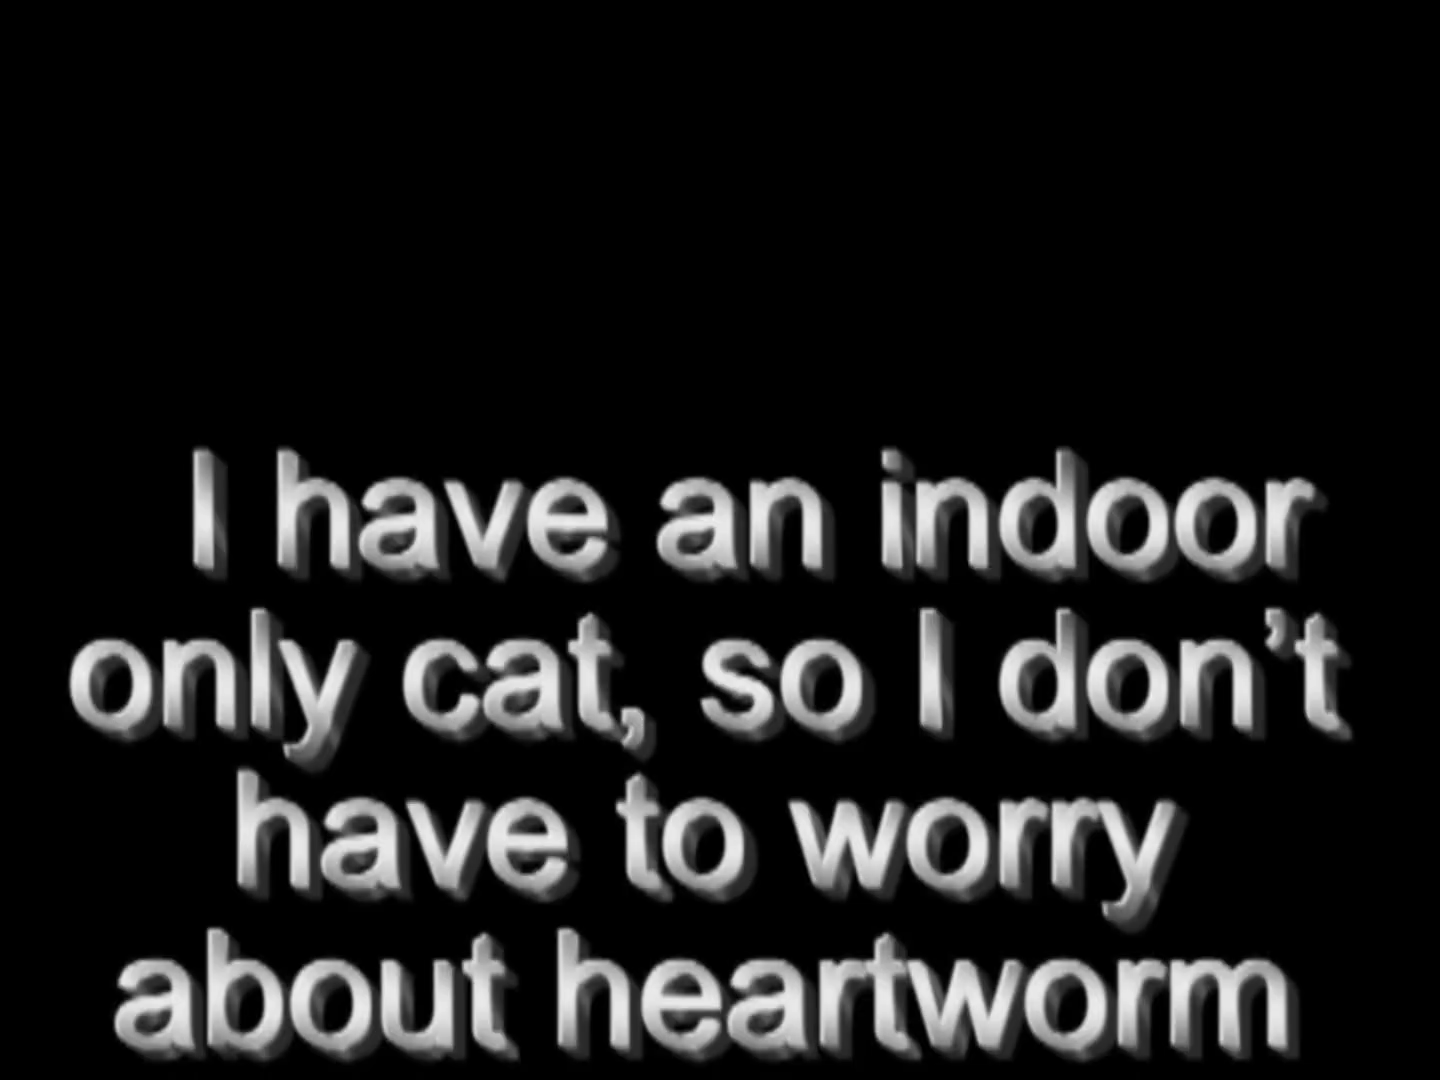 I have an indoor
only cat, so I don’t
have to worry
about heartworm